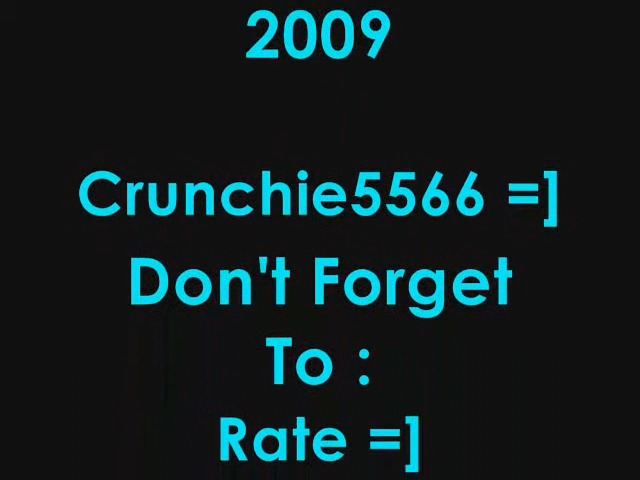 2009
Crunchie5566 =]
Don't Forget
To :
Rate =]